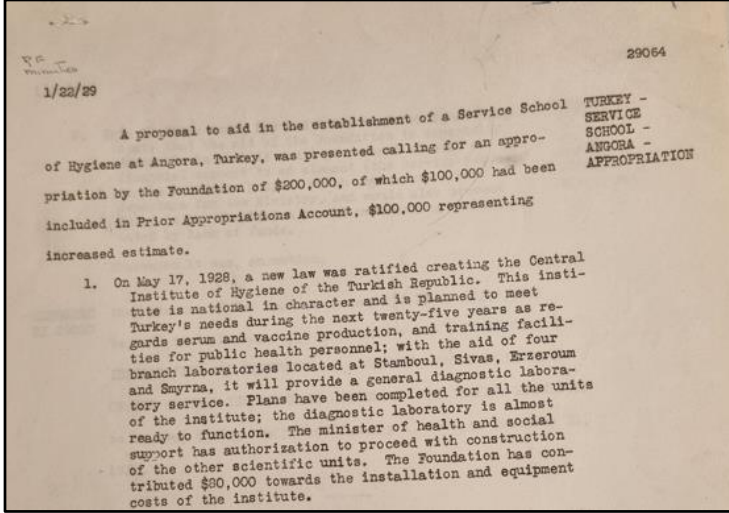 RF
minutes
29064
1/22/29
A proposal to aid in the establishment of a Service School
of Hygiene at Angora, Turkey, was presented calling for an appro-
priation by the Foundation of $200,000, of which $100,000 had been
included in Prior Appropriations Account, $100,000 representing
increased estimate.
TURKEY -
SERVICE
SCHOOL -
ANGORA -
APPROPRIATION
1. On May 17, 1928, a new law was ratified creating the Central
Institute of Hygiene of the Turkish Republic. This insti-
tute is national in character and is planned to meet
Turkey's needs during the next twenty-five years as re-
gards serum and vaccine production, and training facili-
ties for public health personnel; with the aid of four
branch laboratories located at Stamboul, Sivas, Erzeroum
and Smyrna, it will provide a general diagnostic labora-
tory service. Plans have been completed for all the units
of the institute; the diagnostic laboratory is almost
ready to function. The minister of health and social
support has authorization to proceed with construction
of the other scientific units. The Foundation has con-
tributed $80,000 towards the installation and equipment
costs of the institute.